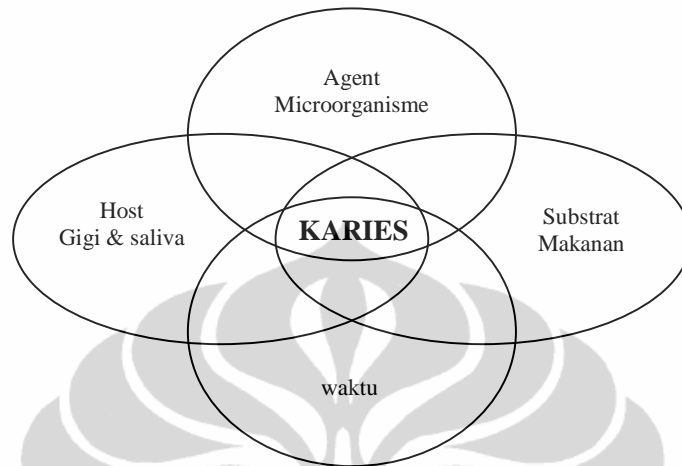 Agent
Microorganisme
Host
Gigi & saliva
KARIES
Substrat
Makanan
waktu